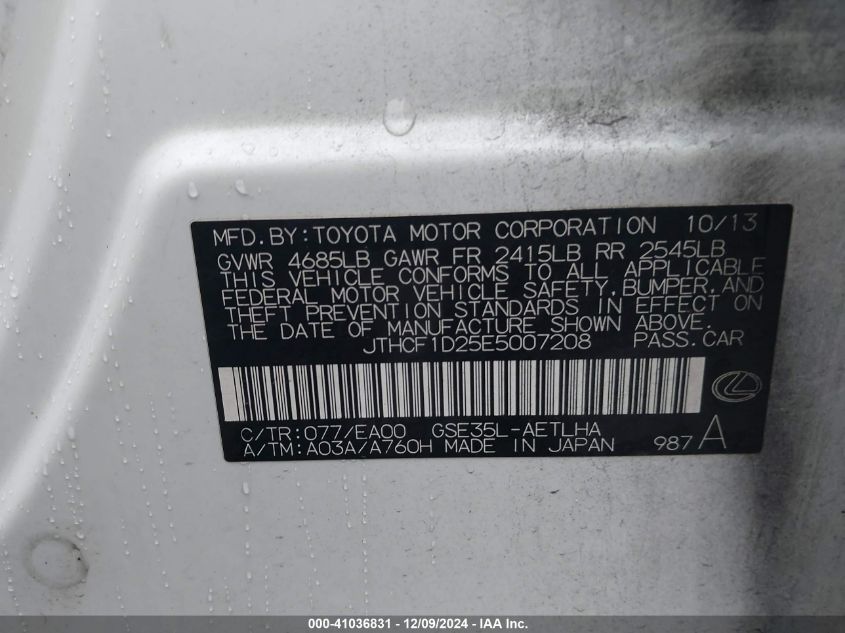 MFD.BY:TOYOTA MOTOR CORPORATION 10/13
GVWR 4685LB GAWR FR 2415LB RR 2545LB
THIS VEHICLE CONFORMS TO ALL APPLICABLE
FEDERAL MOTOR VEHICLE SAFETY,BUMPER,AND
THEFT PREVENTION STANDARDS IN EFFECT ON
THE DATE OF MANUFACTURE SHOWN ABOVE.
JTHCF1D25E5007208 PASS.CAR
C/TR:077/EA00 GSE35L-AETLHA
A/TM:A03A/A760H MADE IN JAPAN 987 A
000-41036831 - 12/09/2024 - IAA Inc.